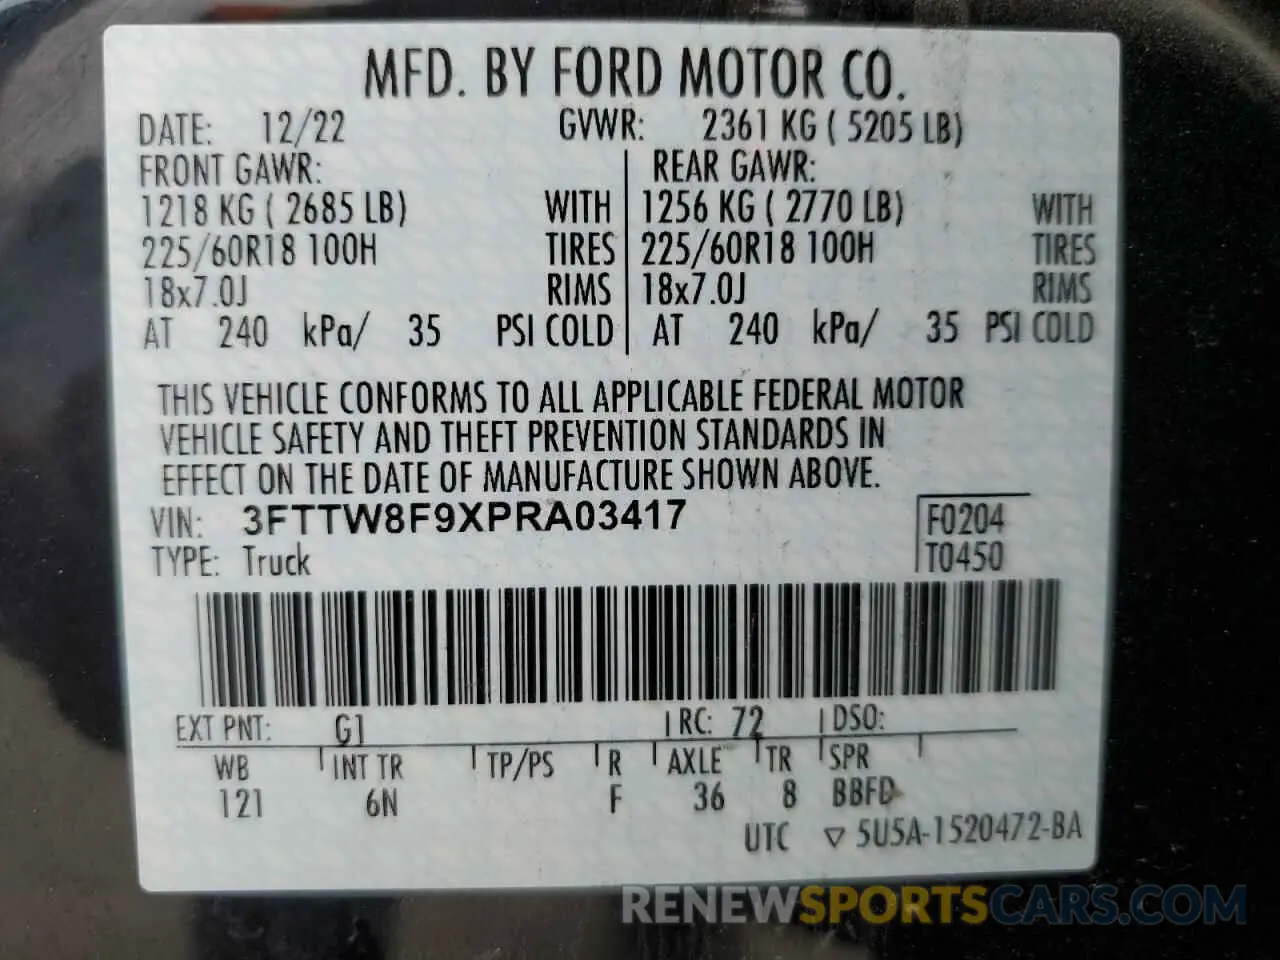 MFD. BY FORD MOTOR CO.
DATE: 12/22 GVWR: 2361 KG ( 5205 LB)
FRONT GAWR: REAR GAWR:
1218 KG ( 2685 LB) WITH 1256 KG ( 2770 LB) WITH
225/60R18 100H TIRES 225/60R18 100H TIRES
18x7.0J RIMS 18x7.0J RIMS
AT 240 kPa/ 35 PSI COLD AT 240 kPa/ 35 PSI COLD
THIS VEHICLE CONFORMS TO ALL APPLICABLE FEDERAL MOTOR
VEHICLE SAFETY AND THEFT PREVENTION STANDARDS IN
EFFECT ON THE DATE OF MANUFACTURE SHOWN ABOVE.
VIN: 3FTTW8F9XPRA03417 F0204
TYPE: Truck T0450
EXT PNT: G1 RC: 72 DSO:
WB INT TR TP/PS R AXLE TR SPR
121 6N F 36 8 BBFD
UTC ▽ 5U5A-1520472-BA
RENEWSPORTSCARS.COM